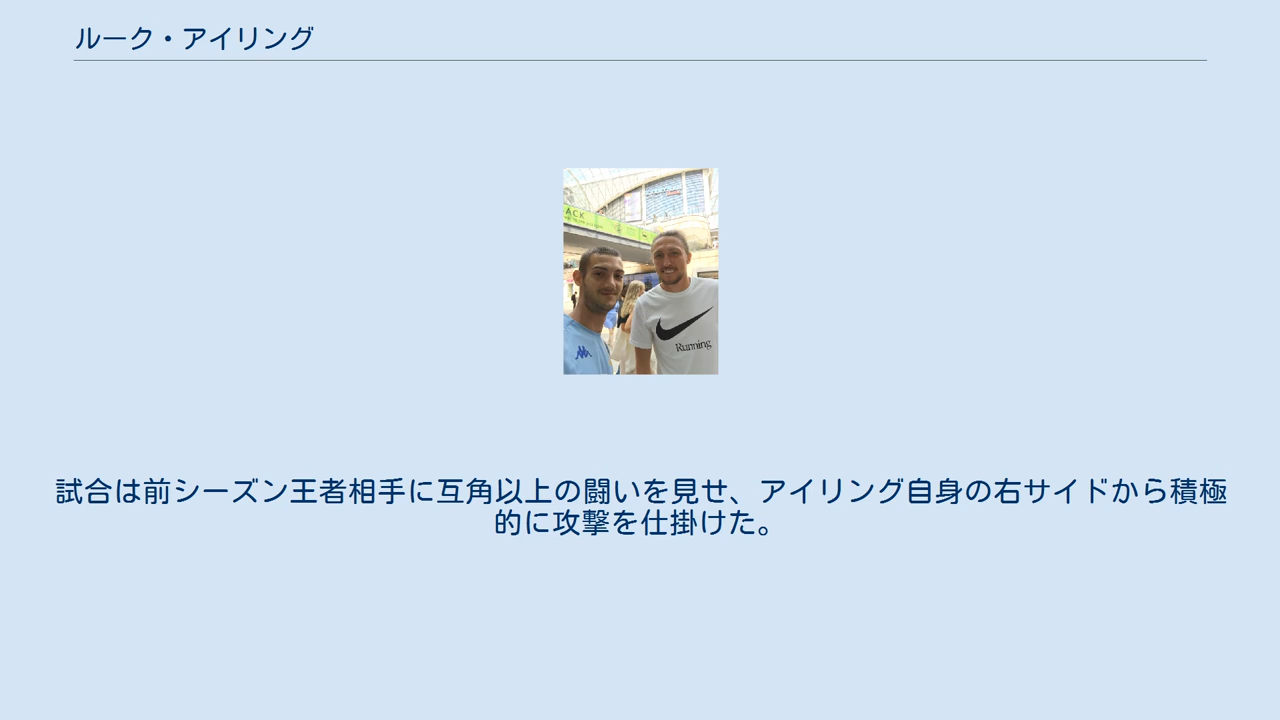 ルーク・アイリング
ACK
Running
試合は前シーズン王者相手に互角以上の闘いを見せ、アイリング自身の右サイドから積極
的に攻撃を仕掛けた。